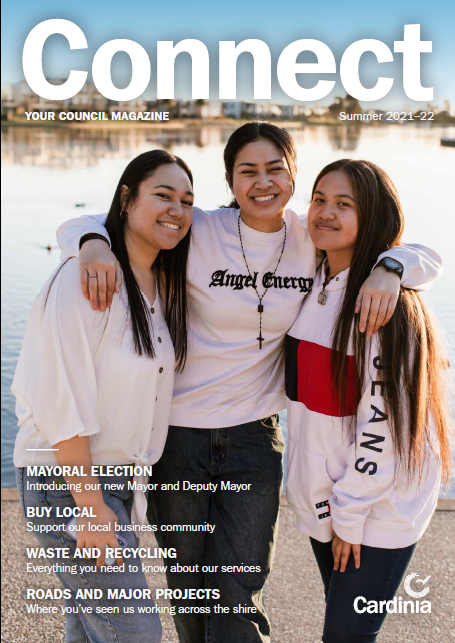 Connect
YOUR COUNCIL MAGAZINE
Summer 2021–22
Angel Energy
JEANS
MAYORAL ELECTION
Introducing our new Mayor and Deputy Mayor
BUY LOCAL
Support our local business community
WASTE AND RECYCLING
Everything you need to know about our services
ROADS AND MAJOR PROJECTS
Where you've seen us working across the shire
Cardinia